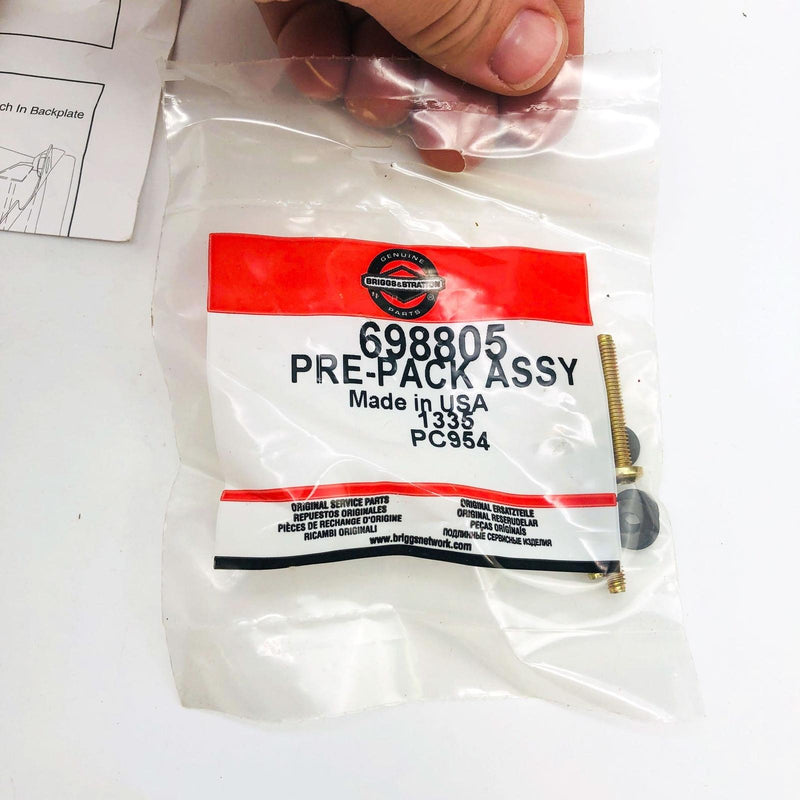 ch In Backplate
GENUINE
BRIGGS&STRATTON
PARTS
698805
PRE-PACK ASSY
Made in USA
1335
PC954
ORIGINAL SERVICE PARTS
REPUESTOS ORIGINALES
PIÈCES DE RECHANGE D'ORIGINE
RICAMBI ORIGINALI
ORIGINAL ERSATZTEILE
ORIGINAL RESERUDELAR
PEÇAS ORIGINAIS
ПОДЛИННЫЕ СЕРВИСНЫЕ ИЗДЕЛИЯ
www.briggsnetwork.com